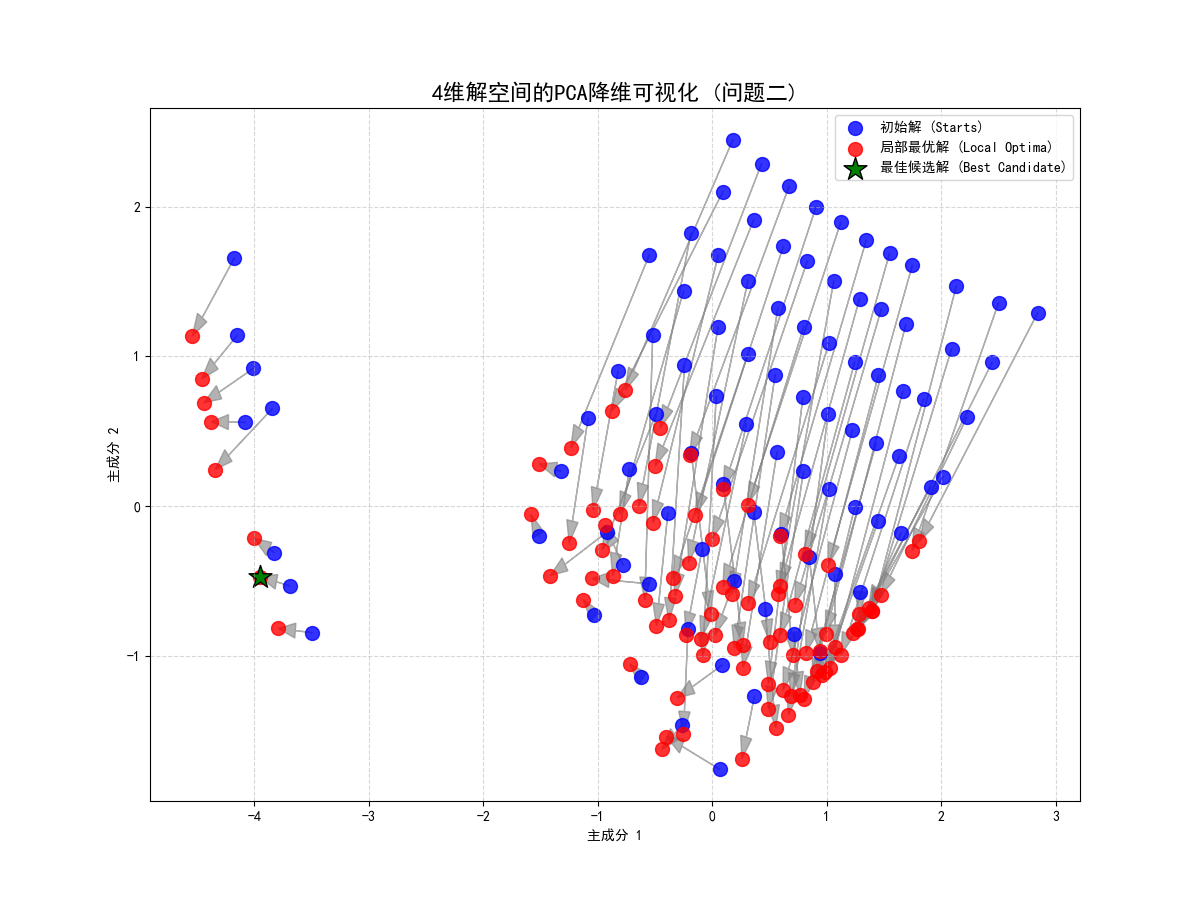 4维解空间的PCA降维可视化 (问题二)
初始解 (Starts)
局部最优解 (Local Optima)
最佳候选解 (Best Candidate)
2
1
0
−1
主成分 2
−4
−3
−2
−1
0
1
2
3
主成分 1